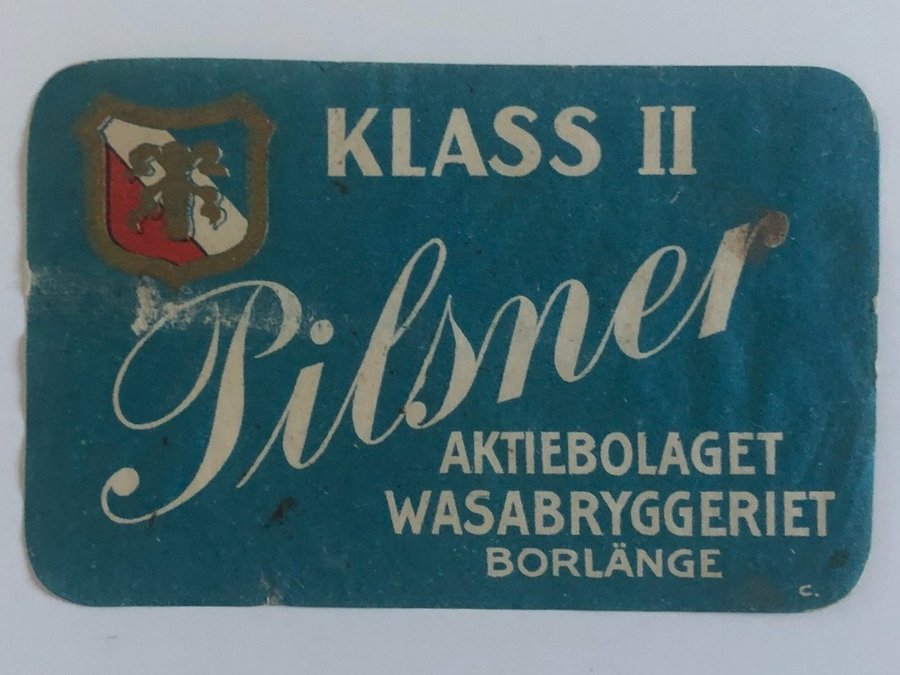 KLASS II
Pilsner
AKTIEBOLAGET
WASABRYGGERIET
BORLÄNGE
C.